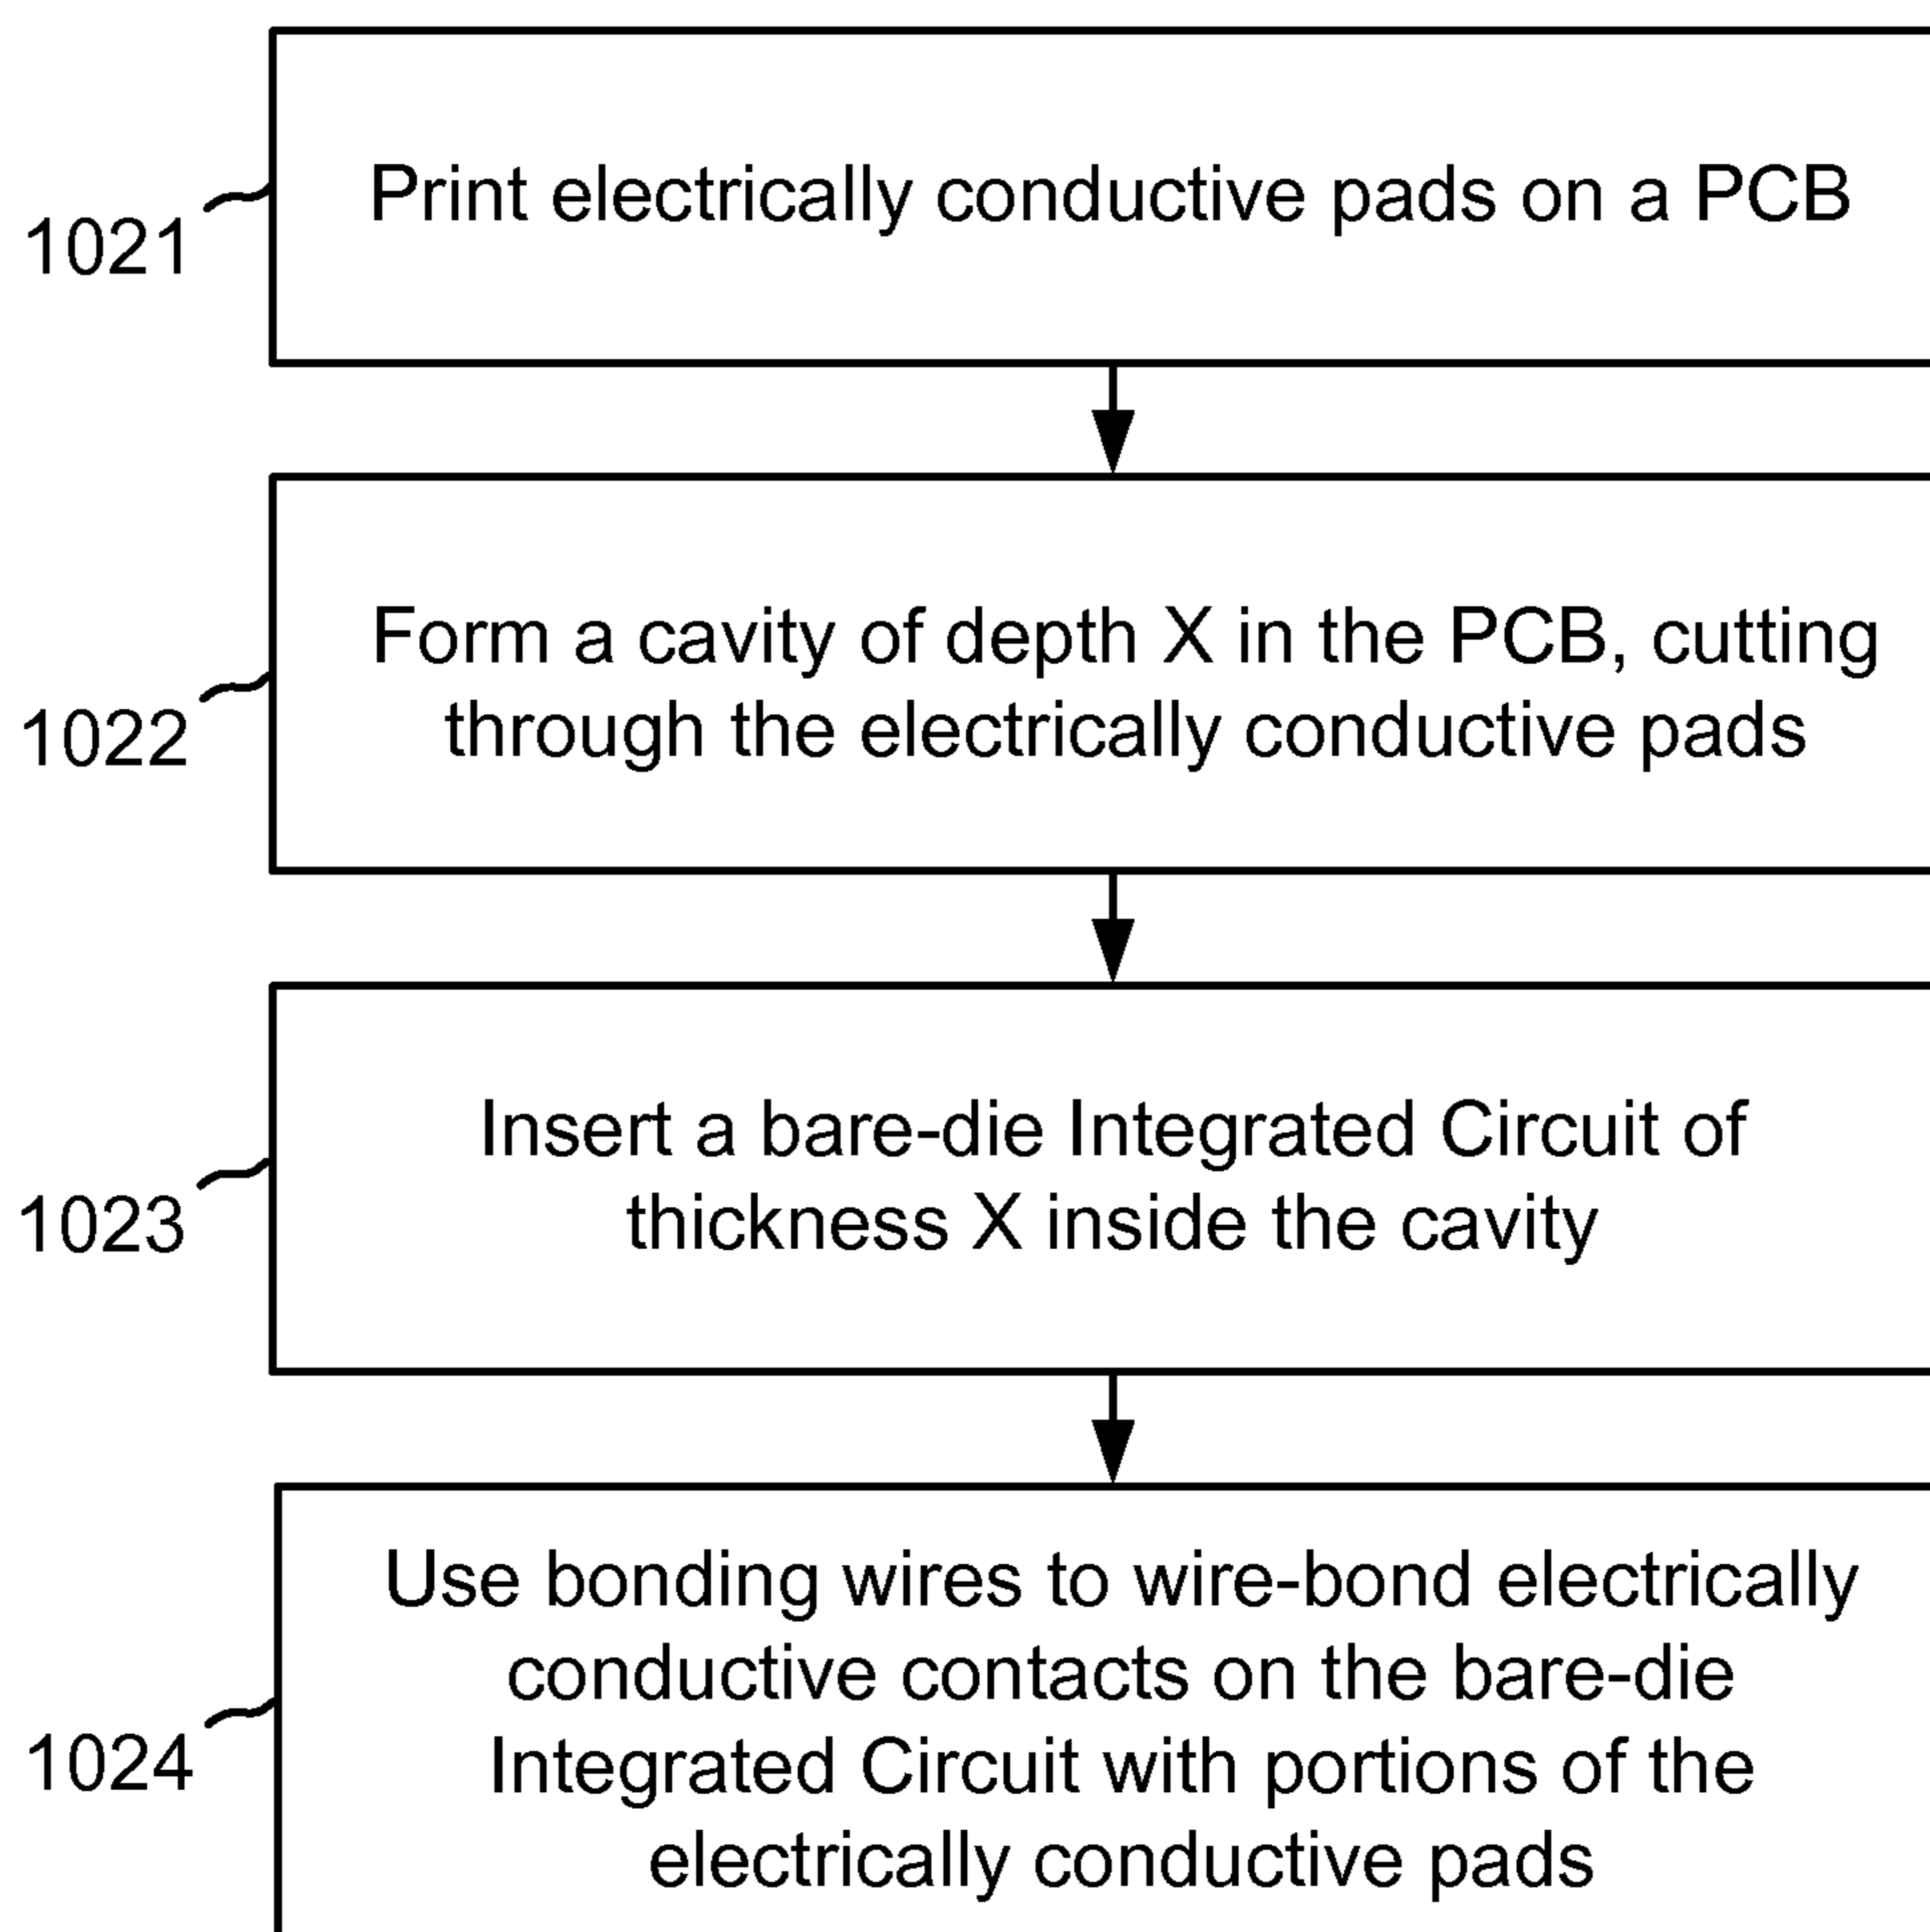 Print electrically conductive pads on a PCB
1021
Form a cavity of depth X in the PCB, cutting
through the electrically conductive pads
1022
Insert a bare-die Integrated Circuit of
thickness X inside the cavity
1023
Use bonding wires to wire-bond electrically
conductive contacts on the bare-die
Integrated Circuit with portions of the
electrically conductive pads
1024